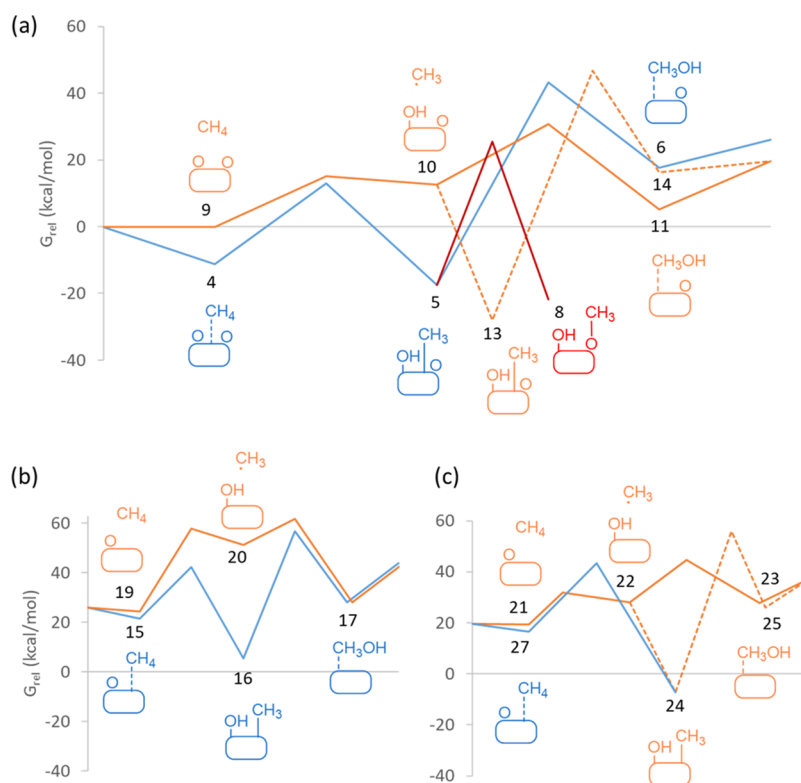 (a)
60
40
20
0
-20
-40
G_rel (kcal/mol)
CH4
O O
9
4
CH4
O O
·CH3
OH
O
10
5
CH3
OH
O
13
CH3
OH
O
8
CH3
OH
O
CH3OH
O
6
14
11
CH3OH
O
(b)
60
40
20
0
20
-40
G_rel (kcal/mol)
CH4
O
19
15
CH4
O
·CH3
OH
20
16
OH CH3
17
CH3OH
(c)
60
40
20
0
-20
-40
CH4
O
21
27
CH4
O
·CH3
OH
22
24
OH CH3
23
25
CH3OH